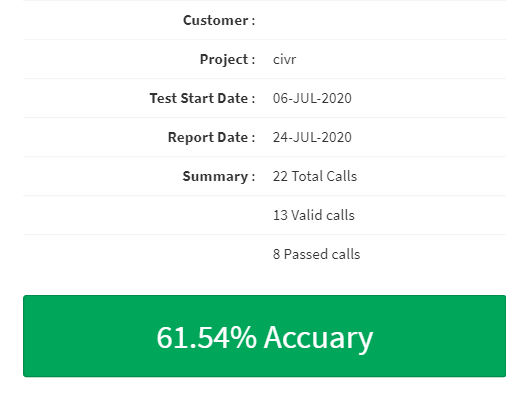 Customer :
Project : civr
Test Start Date : 06-JUL-2020
Report Date : 24-JUL-2020
Summary : 22 Total Calls
13 Valid calls
8 Passed calls
61.54% Accuary